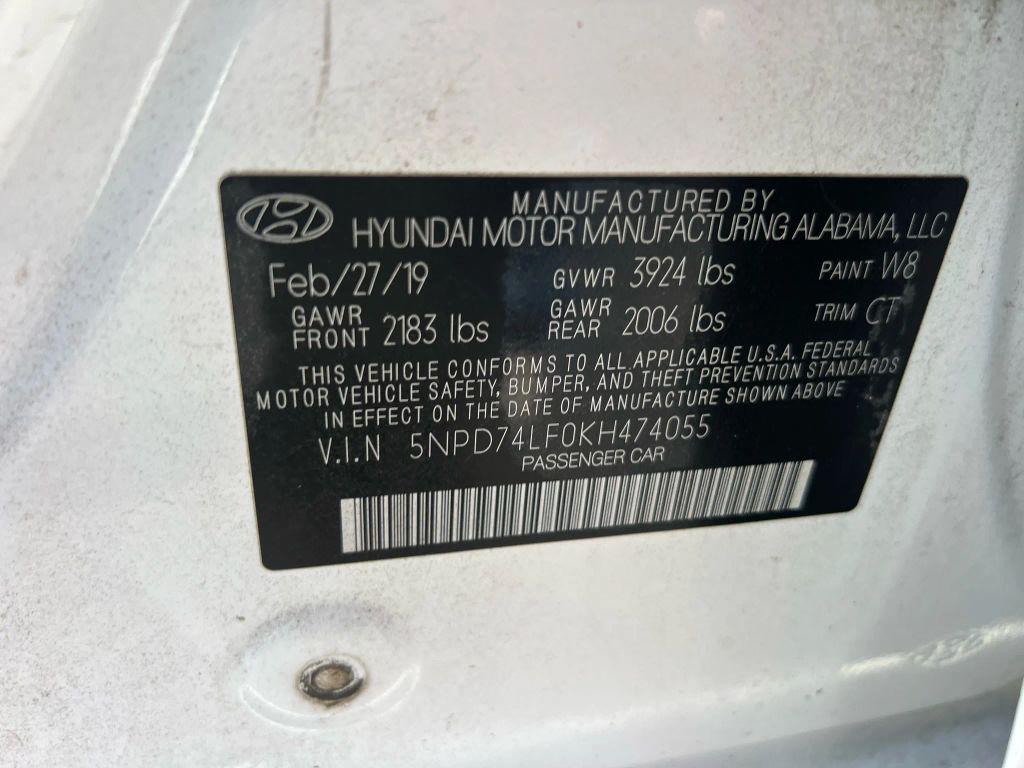 MANUFACTURED BY
HYUNDAI MOTOR MANUFACTURING ALABAMA, LLC
Feb/27/19 GVWR 3924 lbs PAINT W8
GAWR FRONT 2183 lbs GAWR REAR 2006 lbs TRIM CT
THIS VEHICLE CONFORMS TO ALL APPLICABLE U.S.A. FEDERAL
MOTOR VEHICLE SAFETY, BUMPER, AND THEFT PREVENTION STANDARDS
IN EFFECT ON THE DATE OF MANUFACTURE SHOWN ABOVE
V.I.N 5NPD74LF0KH474055
PASSENGER CAR